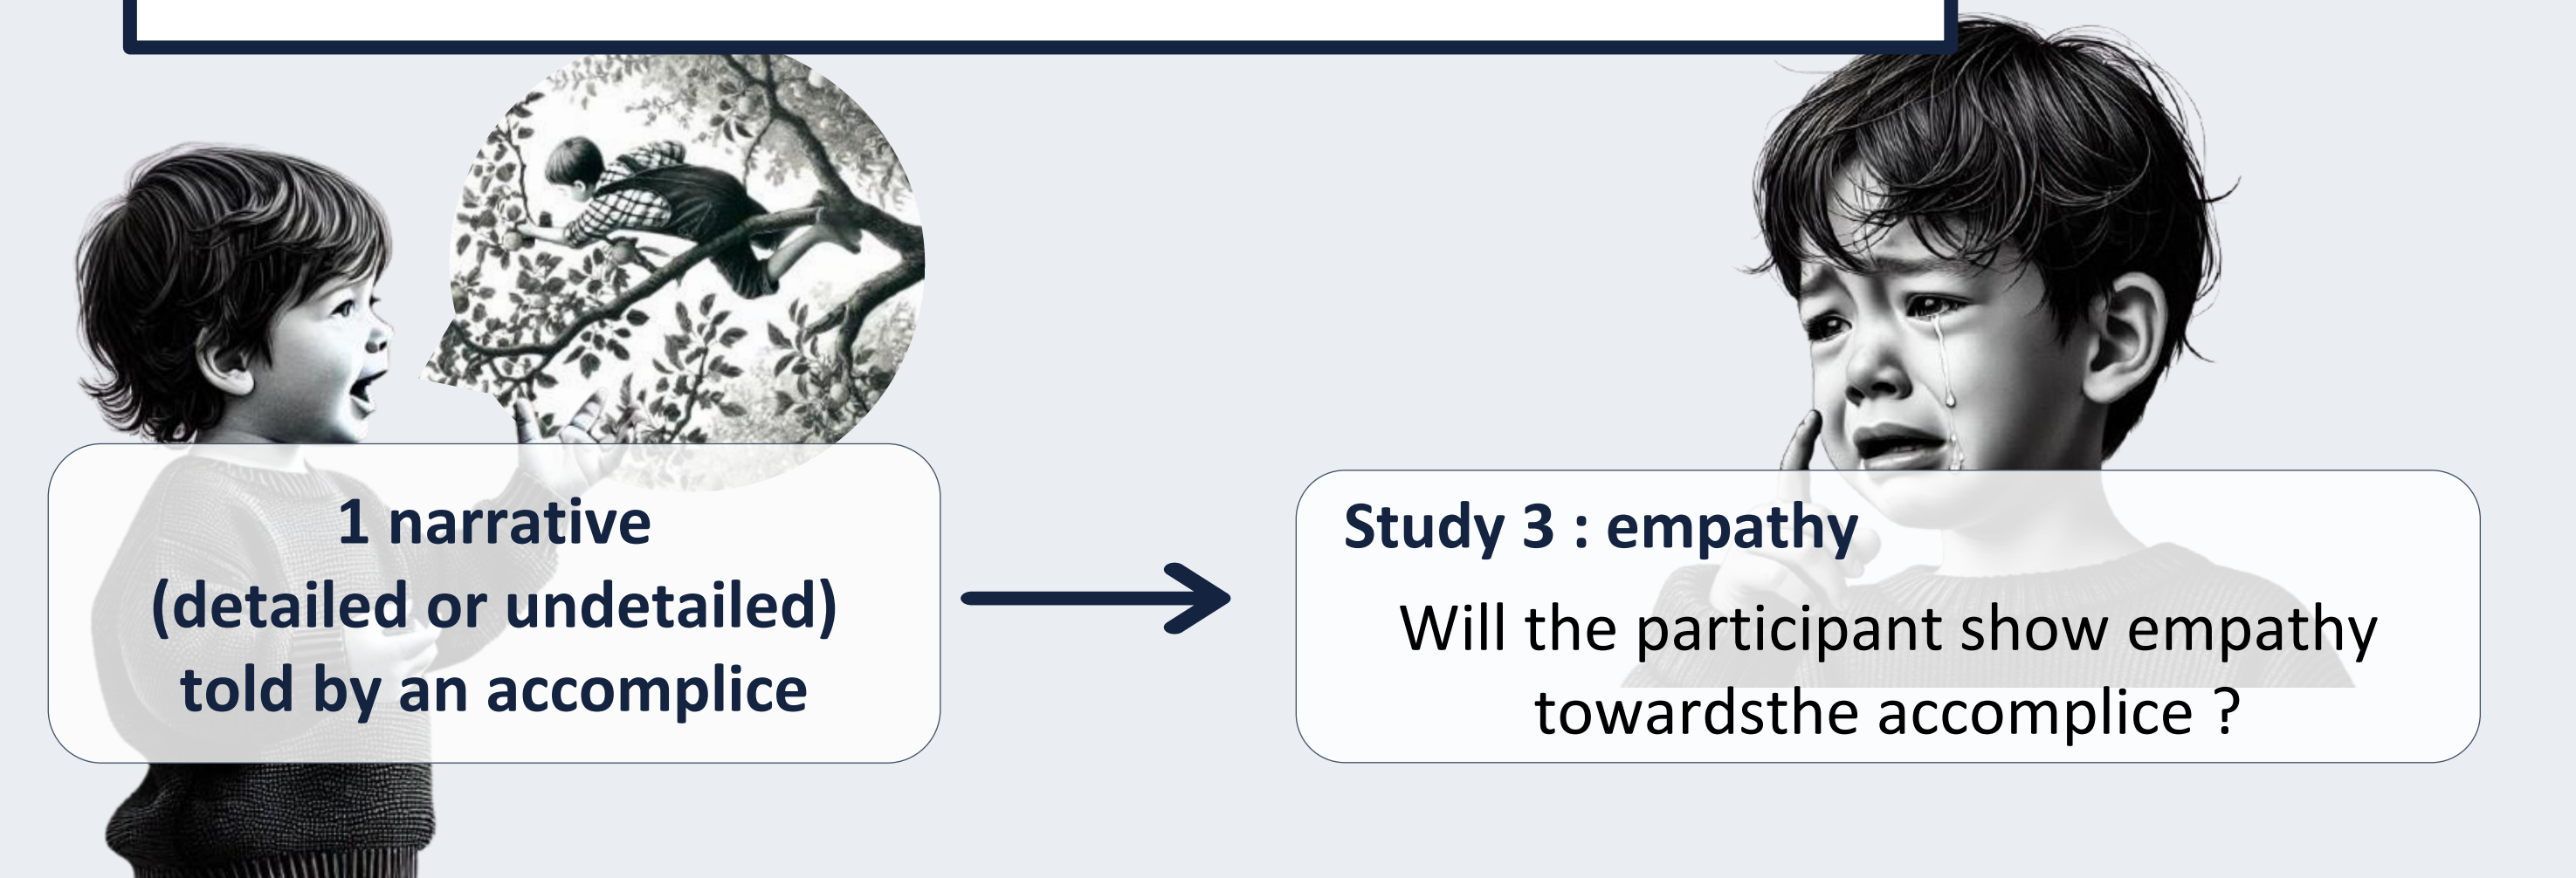 1 narrative
(detailed or undetailed)
told by an accomplice
Study 3 : empathy
Will the participant show empathy
towardsthe accomplice ?